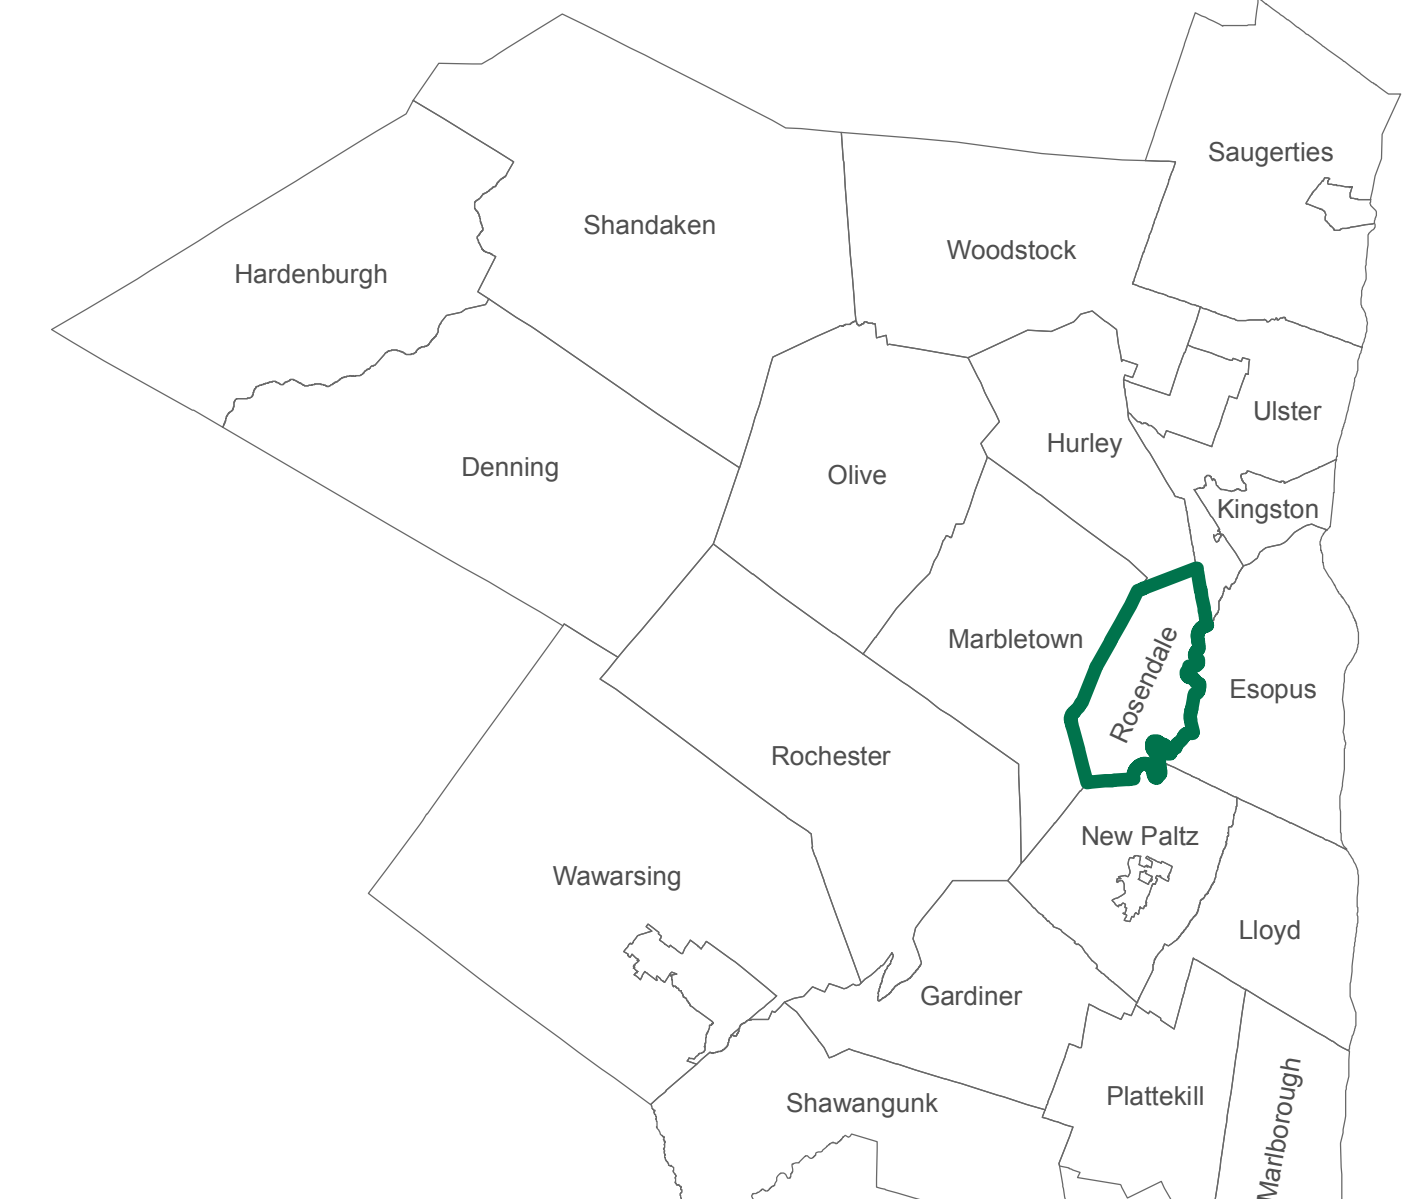 Saugerties
Shandaken
Woodstock
Hardenburgh
Ulster
Hurley
Denning
Olive
Kingston
Marbletown
Rosendale
Esopus
Rochester
New Paltz
Wawarsing
Lloyd
Gardiner
Plattekill
Shawangunk
Marlborough